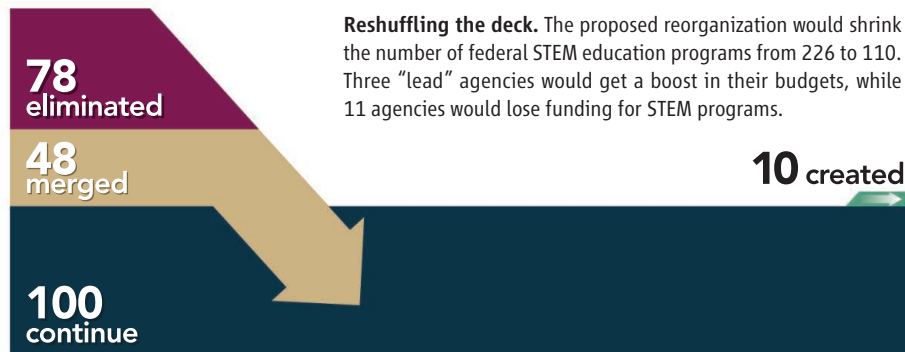 Reshuffling the deck. The proposed reorganization would shrink
the number of federal STEM education programs from 226 to 110.
Three “lead” agencies would get a boost in their budgets, while
11 agencies would lose funding for STEM programs.
78
eliminated
48
merged
10 created
100
continue